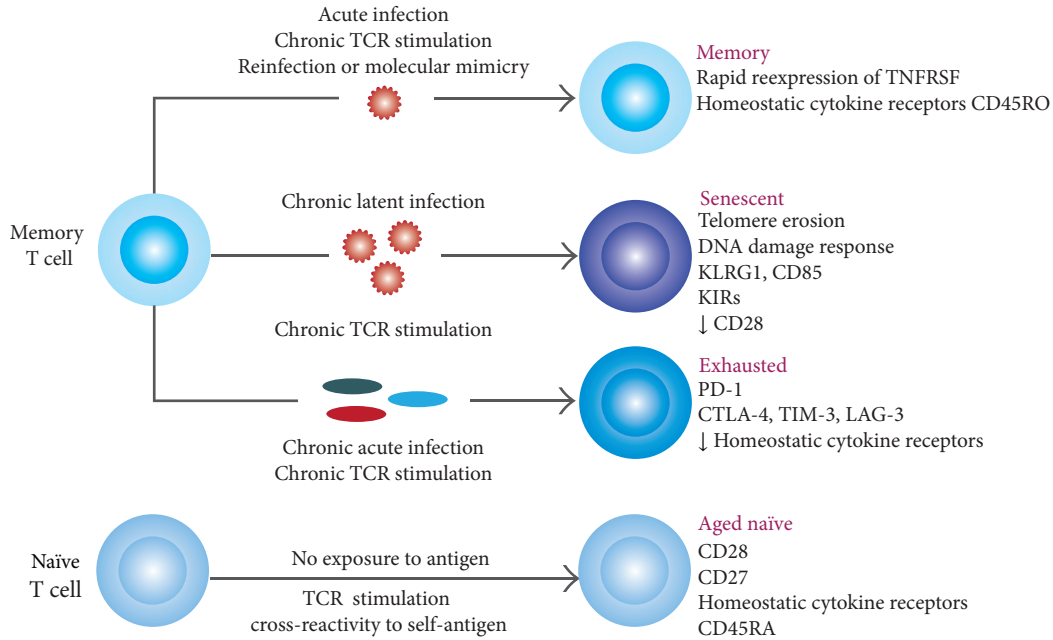 Acute infection
Chronic TCR stimulation
Reinfection or molecular mimicry
Memory
Rapid reexpression of TNFRSF
Homeostatic cytokine receptors CD45RO
Memory
T cell
Chronic latent infection
Chronic TCR stimulation
Senescent
Telomere erosion
DNA damage response
KLRG1, CD85
KIRs
↓ CD28
Chronic acute infection
Chronic TCR stimulation
Exhausted
PD-1
CTLA-4, TIM-3, LAG-3
↓ Homeostatic cytokine receptors
Naïve
T cell
No exposure to antigen
TCR stimulation
cross-reactivity to self-antigen
Aged naïve
CD28
CD27
Homeostatic cytokine receptors
CD45RA